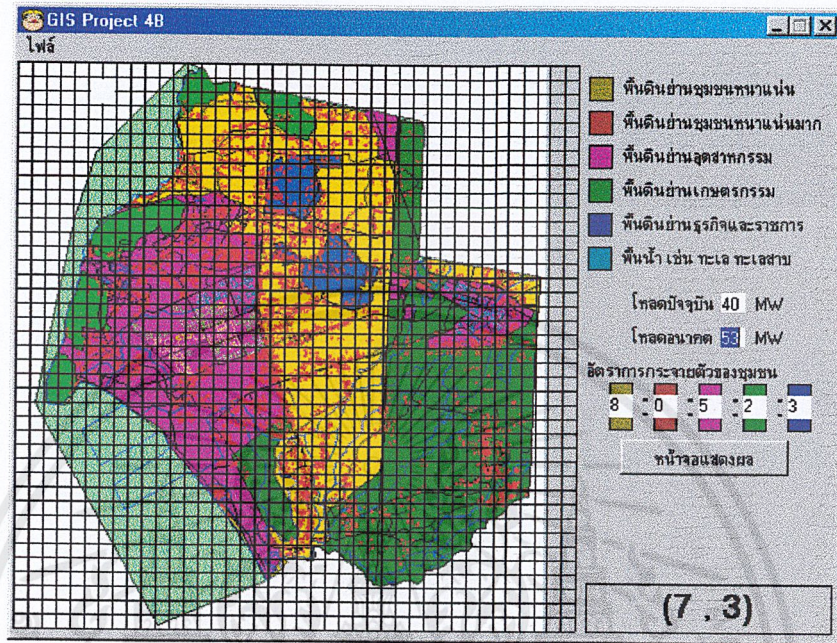 GIS Project 4B
ไฟล์
พื้นดินย่านชุมชนหนาแน่น
พื้นดินย่านชุมชนหนาแน่นมาก
พื้นดินย่านอุตสาหกรรม
พื้นดินย่านเกษตรกรรม
พื้นดินย่านธุรกิจและราชการ
พื้นน้ำ เช่น ทะเล ทะเลสาบ
โหลดปัจจุบัน 40 MW
โหลดอนาคต 53 MW
อัตราการกระจายตัวของชุมชน
8 : 0 : 5 : 2 : 3
หน้าจอแสดงผล
(7 , 3)